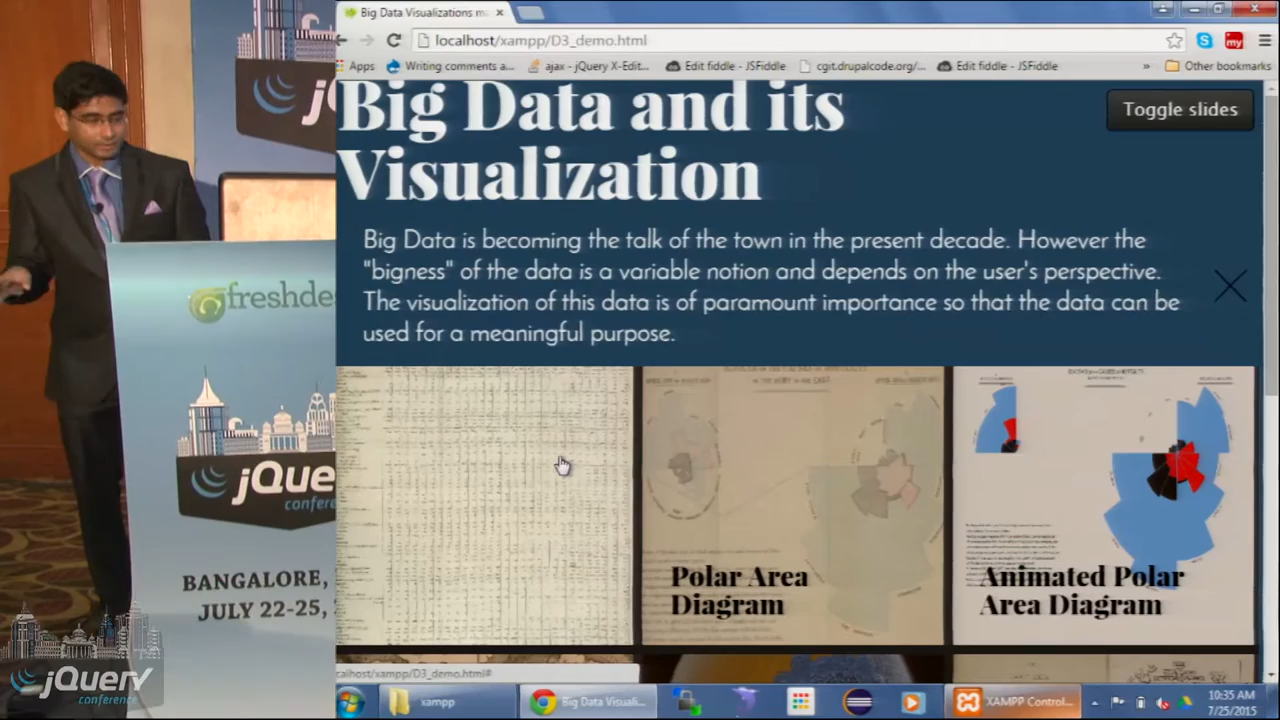 Big Data Visualizations m
localhost/xampp/D3_demo.html
Apps
Writing comments a...
ajax - jQuery X-Edit...
Edit fiddle - JSFiddle
cgit.drupalcode.org/...
Edit fiddle - JSFiddle
»
Other bookmarks
my
Big Data and its
Visualization
Toggle slides
Big Data is becoming the talk of the town in the present decade. However the
"bigness" of the data is a variable notion and depends on the user's perspective.
The visualization of this data is of paramount importance so that the data can be
used for a meaningful purpose.
Polar Area
Diagram
Animated Polar
Area Diagram
calhost/xampp/D3_demo.html#
xampp
Big Data Visuali...
XAMPP Control...
10:35 AM
7/25/2015
freshde
jQue
confere
BANGALORE,
JULY 22-25,
jQuery
conference